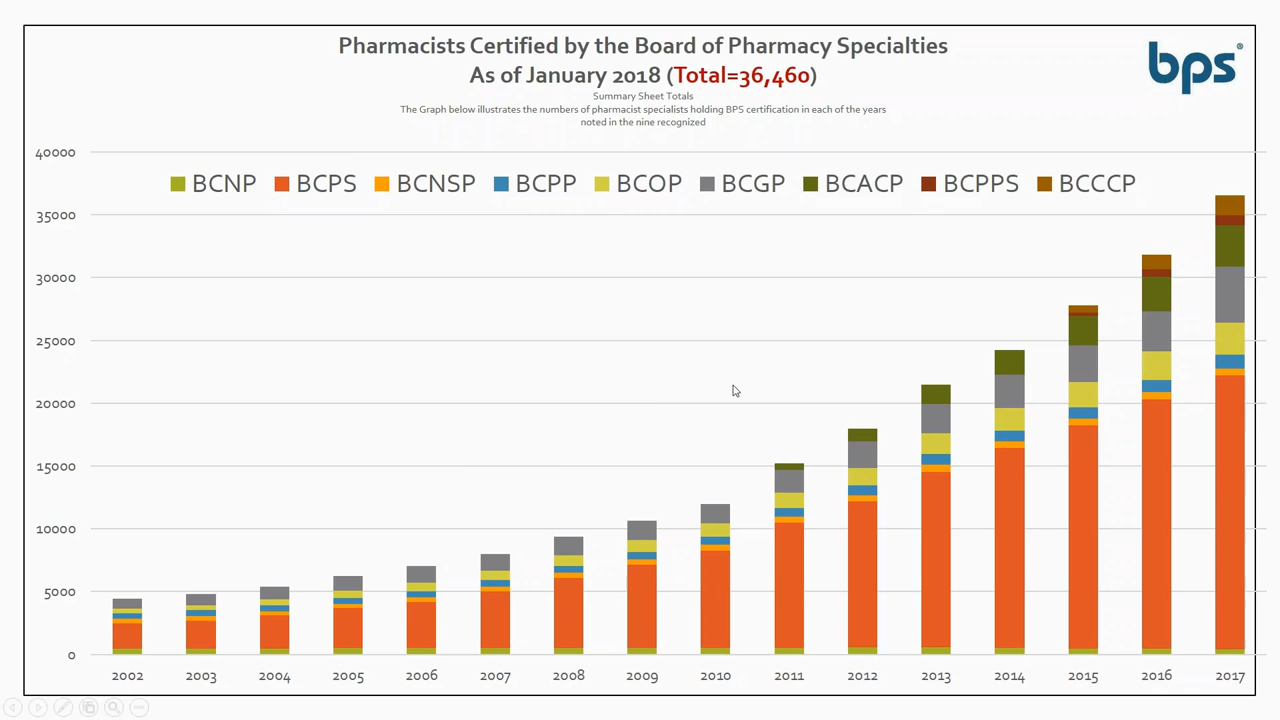 Pharmacists Certified by the Board of Pharmacy Specialties
As of January 2018 (Total=36,460)
Summary Sheet Totals
The Graph below illustrates the numbers of pharmacist specialists holding BPS certification in each of the years
noted in the nine recognized
bps®
BCNP BCPS BCNSP BCPP BCOP BCGP BCACP BCPPS BCCCP
40000
35000
30000
25000
20000
15000
10000
5000
0
2002 2003 2004 2005 2006 2007 2008 2009 2010 2011 2012 2013 2014 2015 2016 2017